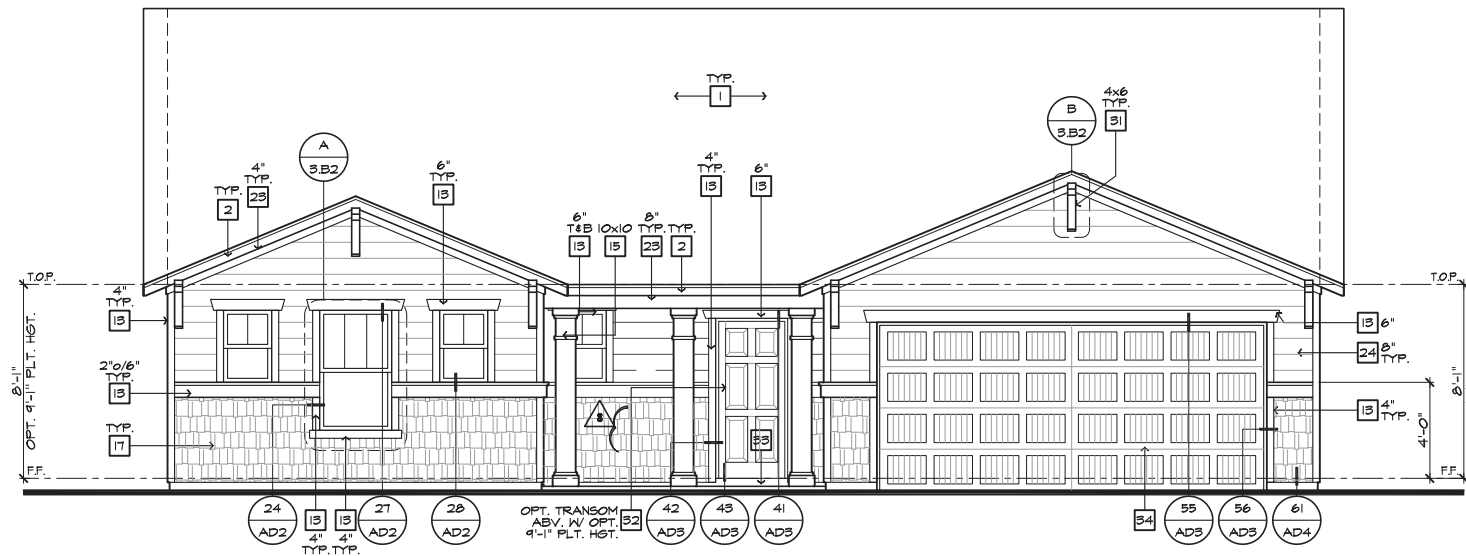 TYP.
1
4x6
TYP.
31
B
3.B2
A
3.B2
TYP.
2
4"
TYP.
23
6"
TYP.
13
4"
TYP.
13
6"
13
6"
T&B
13
10x10
15
8"
TYP.
23
TYP.
2
T.O.P.
T.O.P.
4"
TYP.
13
8'-1"
OPT. 9'-1" PLT. HGT.
2"o/6"
TYP.
13
TYP.
17
F.F.
13 6"
24 8"
TYP.
13 4"
TYP.
8'-1"
4'-0"
F.F.
8
33
24
AD2
13
4"
TYP.
13
4"
TYP.
27
AD2
28
AD2
OPT. TRANSOM
ABV. W/ OPT.
9'-1" PLT. HGT.
32
42
AD3
43
AD3
41
AD3
34
55
AD3
56
AD3
61
AD4